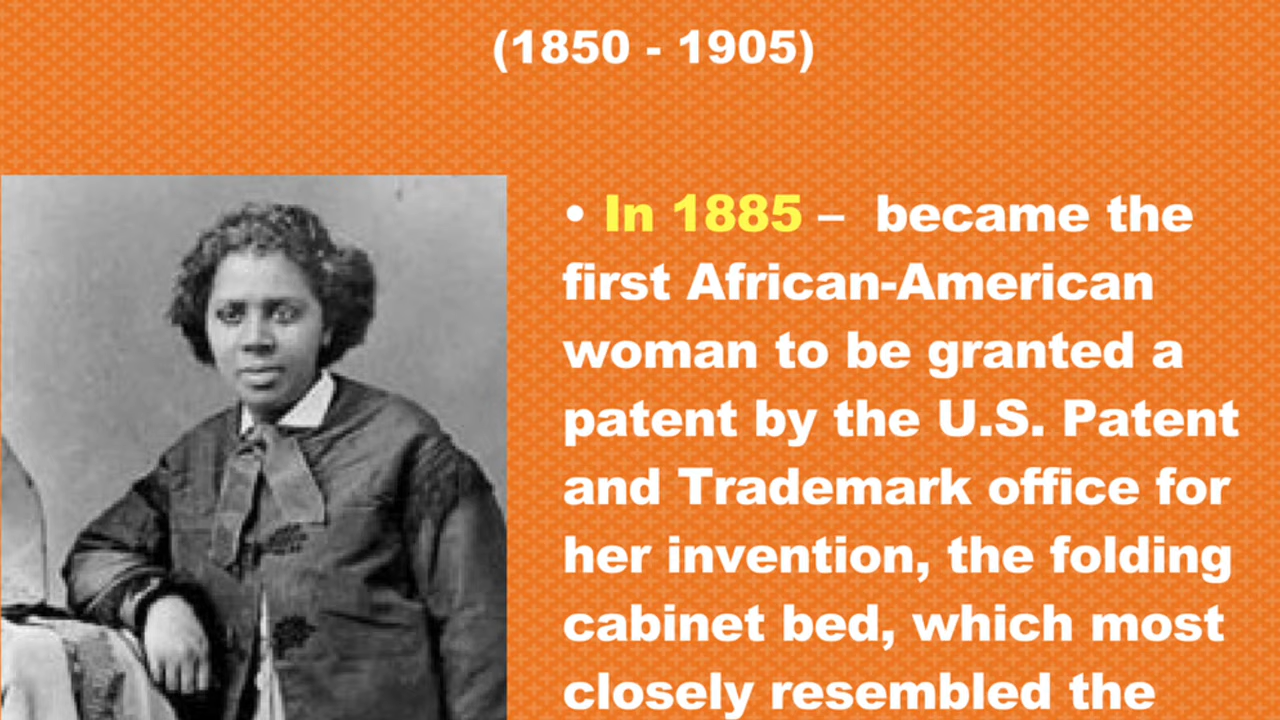 (1850 - 1905)
• In 1885 – became the
first African-American
woman to be granted a
patent by the U.S. Patent
and Trademark office for
her invention, the folding
cabinet bed, which most
closely resembled the